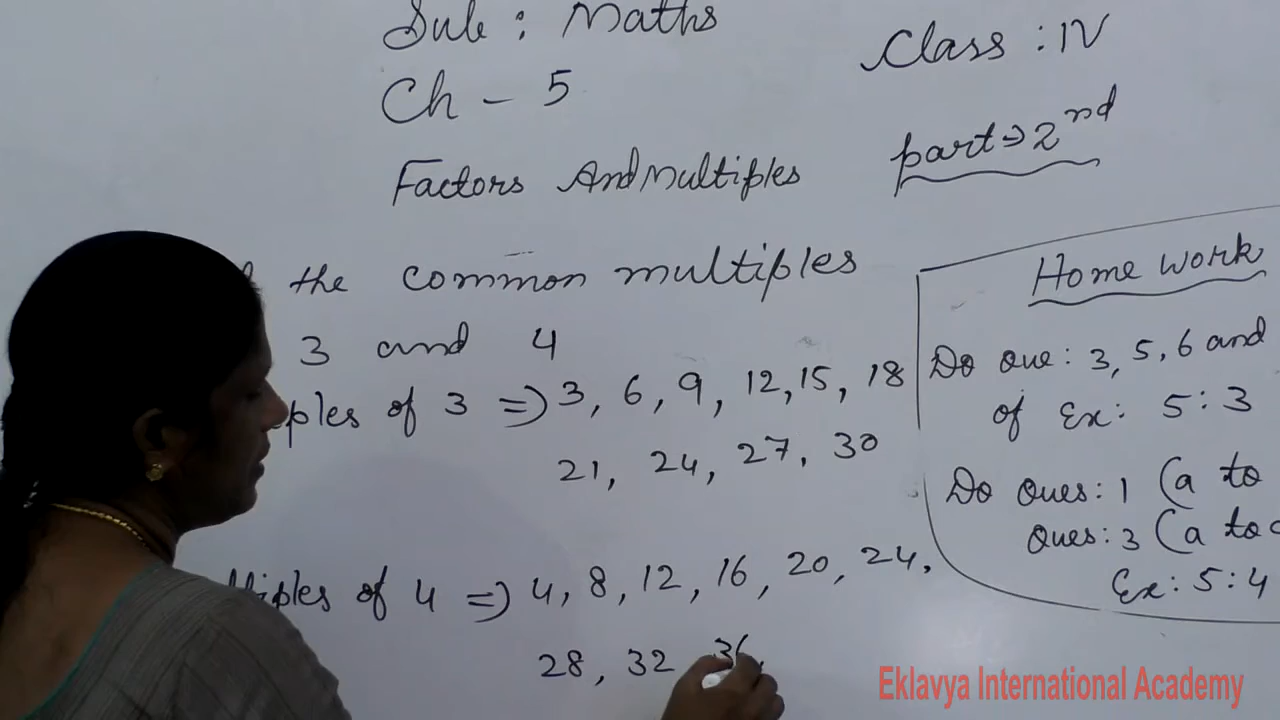 Sub : Maths
Class : IV
Ch - 5
part ⇒ 2nd
Factors And Multiples
the common multiples
3 and 4
ples of 3 ⇒ 3, 6, 9, 12, 15, 18
21, 24, 27, 30
tiples of 4 ⇒ 4, 8, 12, 16, 20, 24,
28, 32, 36,
Home Work
Do Que : 3, 5, 6 and
of Ex : 5 : 3
Do Ques : 1 (a to
Ques : 3 (a to
Ex : 5 : 4
Eklavya International Academy